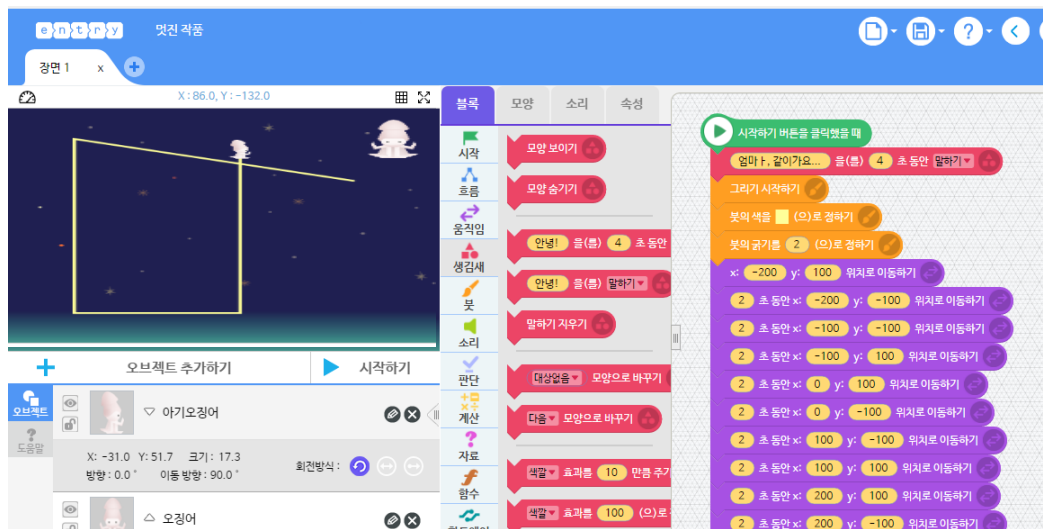 entry 멋진 작품
장면 1 x
X : 86.0, Y : -132.0
블록 모양 소리 속성
시작
흐름
움직임
생김새
붓
소리
판단
계산
자료
함수
모양 보이기
모양 숨기기
안녕! 을(를) 4 초 동안
안녕! 을(를) 말하기
말하기 지우기
대상없음 모양으로 바꾸기
다음 모양으로 바꾸기
색깔 효과를 10 만큼 주기
색깔 효과를 100 (으)로
시작하기 버튼을 클릭했을 때
엄마ㅏ, 같이가요... 을(를) 4 초 동안 말하기
그리기 시작하기
붓의 색을 (으)로 정하기
붓의 굵기를 2 (으)로 정하기
x: -200 y: 100 위치로 이동하기
2 초 동안 x: -200 y: -100 위치로 이동하기
2 초 동안 x: -100 y: -100 위치로 이동하기
2 초 동안 x: -100 y: 100 위치로 이동하기
2 초 동안 x: 0 y: 100 위치로 이동하기
2 초 동안 x: 0 y: -100 위치로 이동하기
2 초 동안 x: 100 y: -100 위치로 이동하기
2 초 동안 x: 100 y: 100 위치로 이동하기
2 초 동안 x: 200 y: 100 위치로 이동하기
2 초 동안 x: 200 y: -100 위치로 이동하기
+ 오브젝트 추가하기 시작하기
오브젝트
도움말
아기오징어
X: -31.0 Y: 51.7 크기 : 17.3
방향 : 0.0˚ 이동 방향 : 90.0˚
회전방식 :
오징어